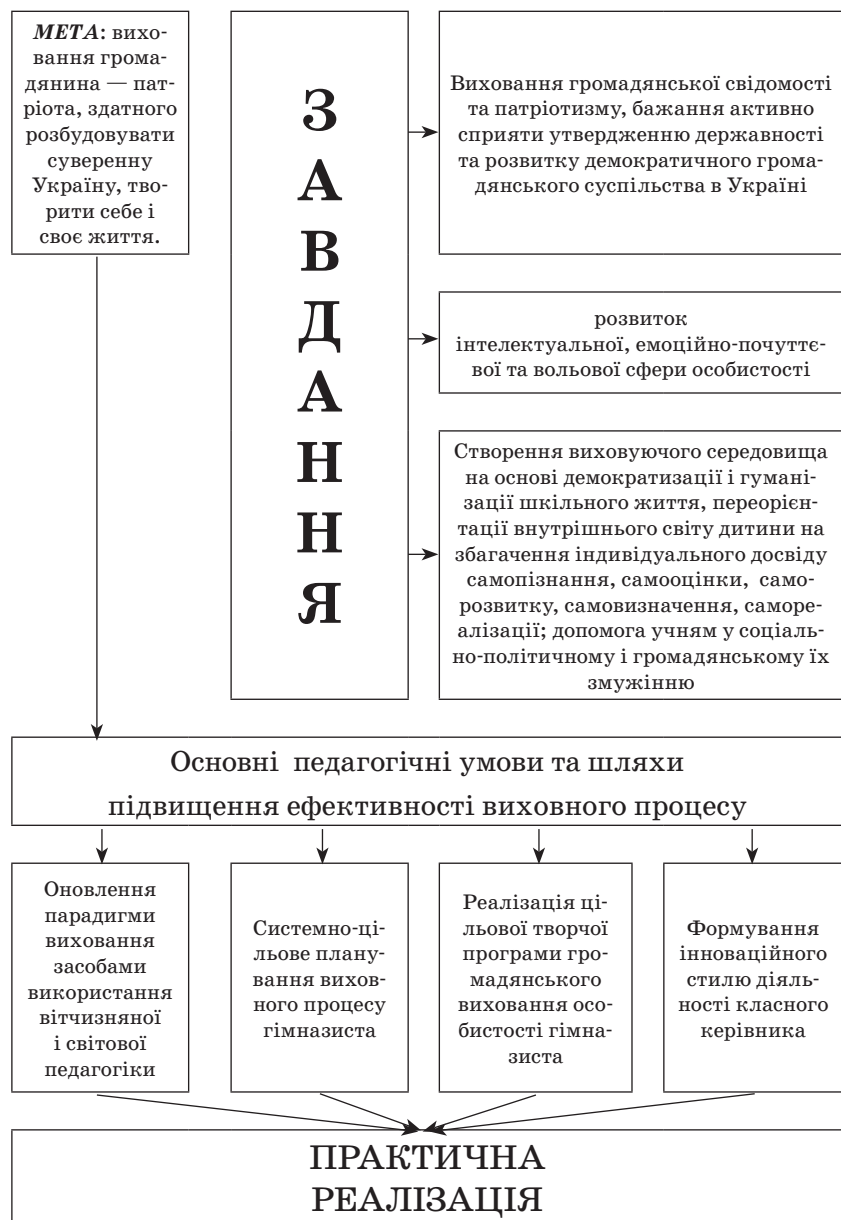 МЕТА: вихо-
вання грома-
дянина — пат-
ріота, здатного
розбудовувати
суверенну
Україну, тво-
рити себе і
своє життя.
З
А
В
Д
А
Н
Н
Я
Виховання громадянської свідомості
та патріотизму, бажання активно
сприяти утвердженню державності
та розвитку демократичного грома-
дянського суспільства в Україні
розвиток
інтелектуальної, емоційно-почуттє-
вої та вольової сфери особистості
Створення виховуючого середовища
на основі демократизації і гумані-
зації шкільного життя, переорієн-
тації внутрішнього світу дитини на
збагачення індивідуального досвіду
самопізнання, самооцінки, само-
розвитку, самовизначення, саморе-
алізації; допомога учням у соціаль-
но-політичному і громадянському їх
змужінню
Основні педагогічні умови та шляхи
підвищення ефективності виховного процесу
Оновлення
парадигми
виховання
засобами
використання
вітчизняної
і світової
педагогіки
Системно-ці-
льове плану-
вання вихов-
ного процесу
гімназиста
Реалізація ці-
льової творчої
програми гро-
мадянського
виховання осо-
бистості гімна-
зиста
Формування
інноваційного
стилю діяль-
ності класного
керівника
ПРАКТИЧНА
РЕАЛІЗАЦІЯ